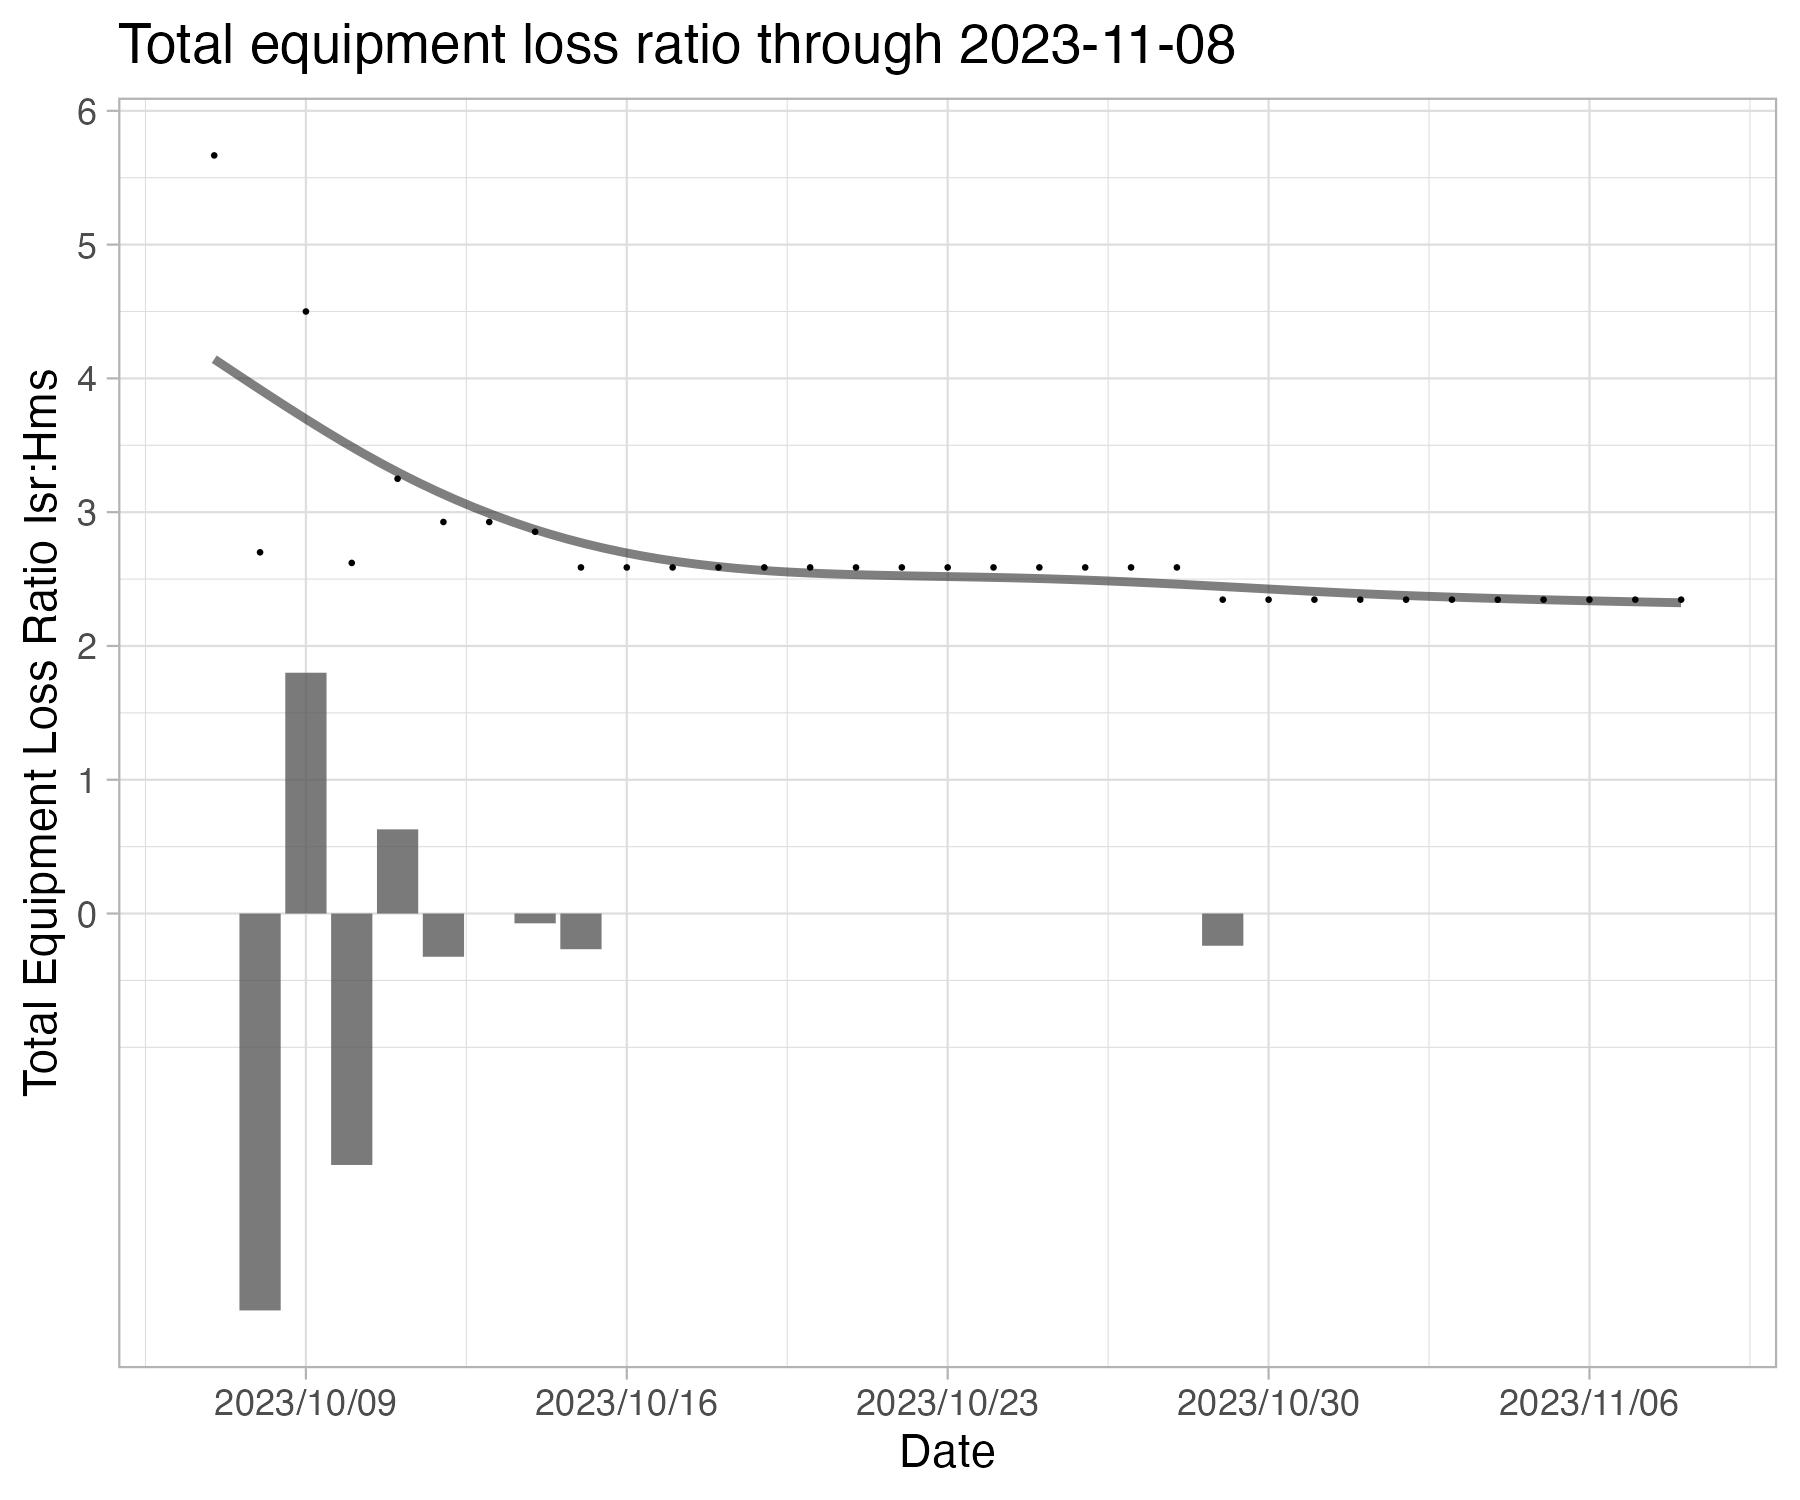 Total equipment loss ratio through 2023-11-08
Total Equipment Loss Ratio Isr:Hms
6
5
4
3
2
1
0
2023/10/09 2023/10/16 2023/10/23 2023/10/30 2023/11/06
Date